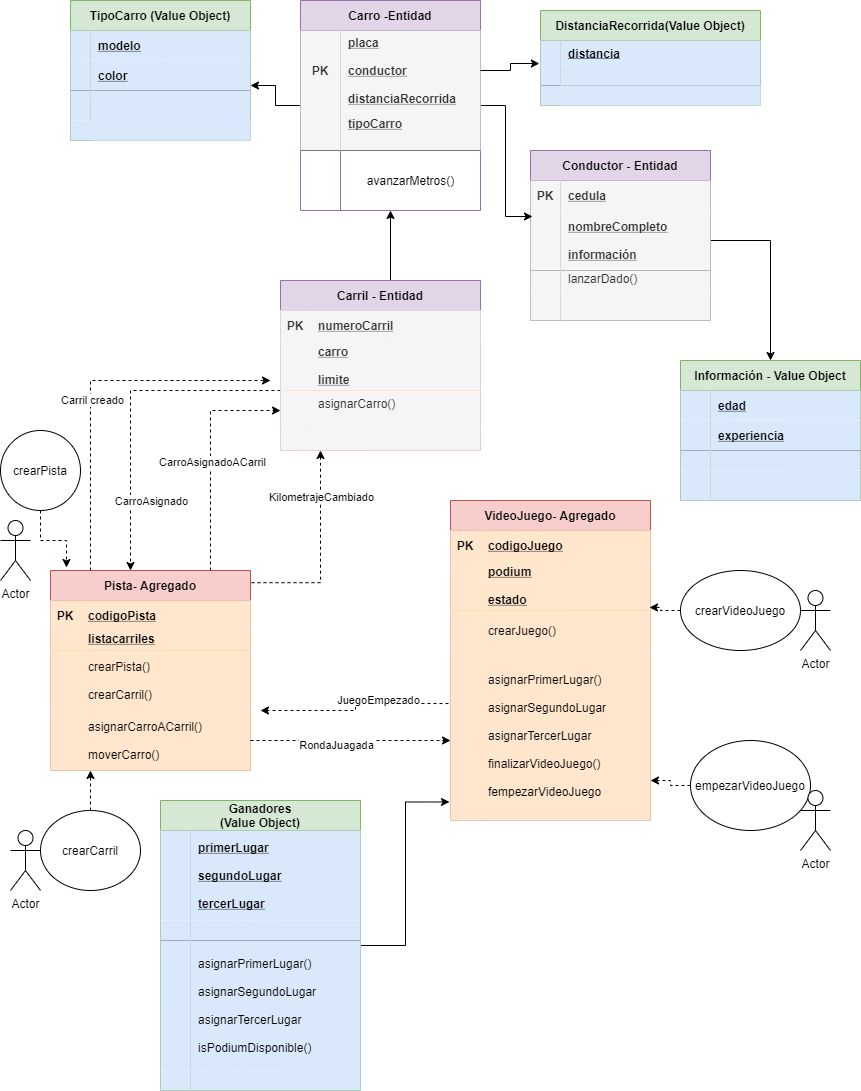 TipoCarro (Value Object)
modelo
color
Carro -Entidad
placa
PK
conductor
distanciaRecorrida
tipoCarro
avanzarMetros()
DistanciaRecorrida(Value Object)
distancia
Conductor - Entidad
PK
cedula
nombreCompleto
información
lanzarDado()
Carril - Entidad
PK
numeroCarril
carro
limite
asignarCarro()
Información - Value Object
edad
experiencia
Carril creado
CarroAsignadoACarril
CarroAsignado
KilometrajeCambiado
crearPista
Actor
Pista- Agregado
PK
codigoPista
listacarriles
crearPista()
crearCarril()
asignarCarroACarril()
moverCarro()
VideoJuego- Agregado
PK
codigoJuego
podium
estado
crearJuego()
asignarPrimerLugar()
asignarSegundoLugar
asignarTercerLugar
finalizarVideoJuego()
fempezarVideoJuego
crearVideoJuego
Actor
JuegoEmpezado
RondaJuagada
empezarVideoJuego
Actor
crearCarril
Actor
Ganadores
(Value Object)
primerLugar
segundoLugar
tercerLugar
asignarPrimerLugar()
asignarSegundoLugar
asignarTercerLugar
isPodiumDisponible()